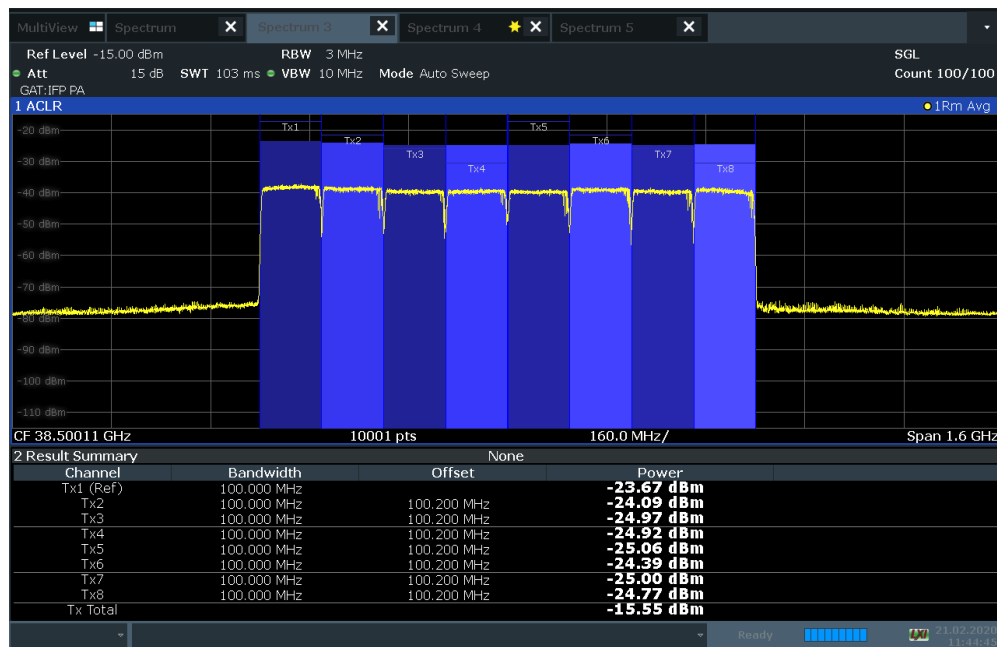 MultiView Spectrum X Spectrum 3 X Spectrum 4 X Spectrum 5 X
Ref Level -15.00 dBm RBW 3 MHz SGL
Att 15 dB SWT 103 ms VBW 10 MHz Mode Auto Sweep Count 100/100
GAT:IFP PA
1 ACLR 1Rm Avg
-20 dBm
Tx1 Tx2 Tx3 Tx4 Tx5 Tx6 Tx7 Tx8
-30 dBm
-40 dBm
-50 dBm
-60 dBm
-70 dBm
-80 dBm
-90 dBm
-100 dBm
-110 dBm
CF 38.50011 GHz 10001 pts 160.0 MHz/ Span 1.6 GHz
2 Result Summary None
Channel Bandwidth Offset Power
Tx1 (Ref) 100.000 MHz -23.67 dBm
Tx2 100.000 MHz 100.200 MHz -24.09 dBm
Tx3 100.000 MHz 100.200 MHz -24.97 dBm
Tx4 100.000 MHz 100.200 MHz -24.92 dBm
Tx5 100.000 MHz 100.200 MHz -25.06 dBm
Tx6 100.000 MHz 100.200 MHz -24.39 dBm
Tx7 100.000 MHz 100.200 MHz -25.00 dBm
Tx8 100.000 MHz 100.200 MHz -24.77 dBm
Tx Total -15.55 dBm
Ready LXI 21.02.2020
11:44:45